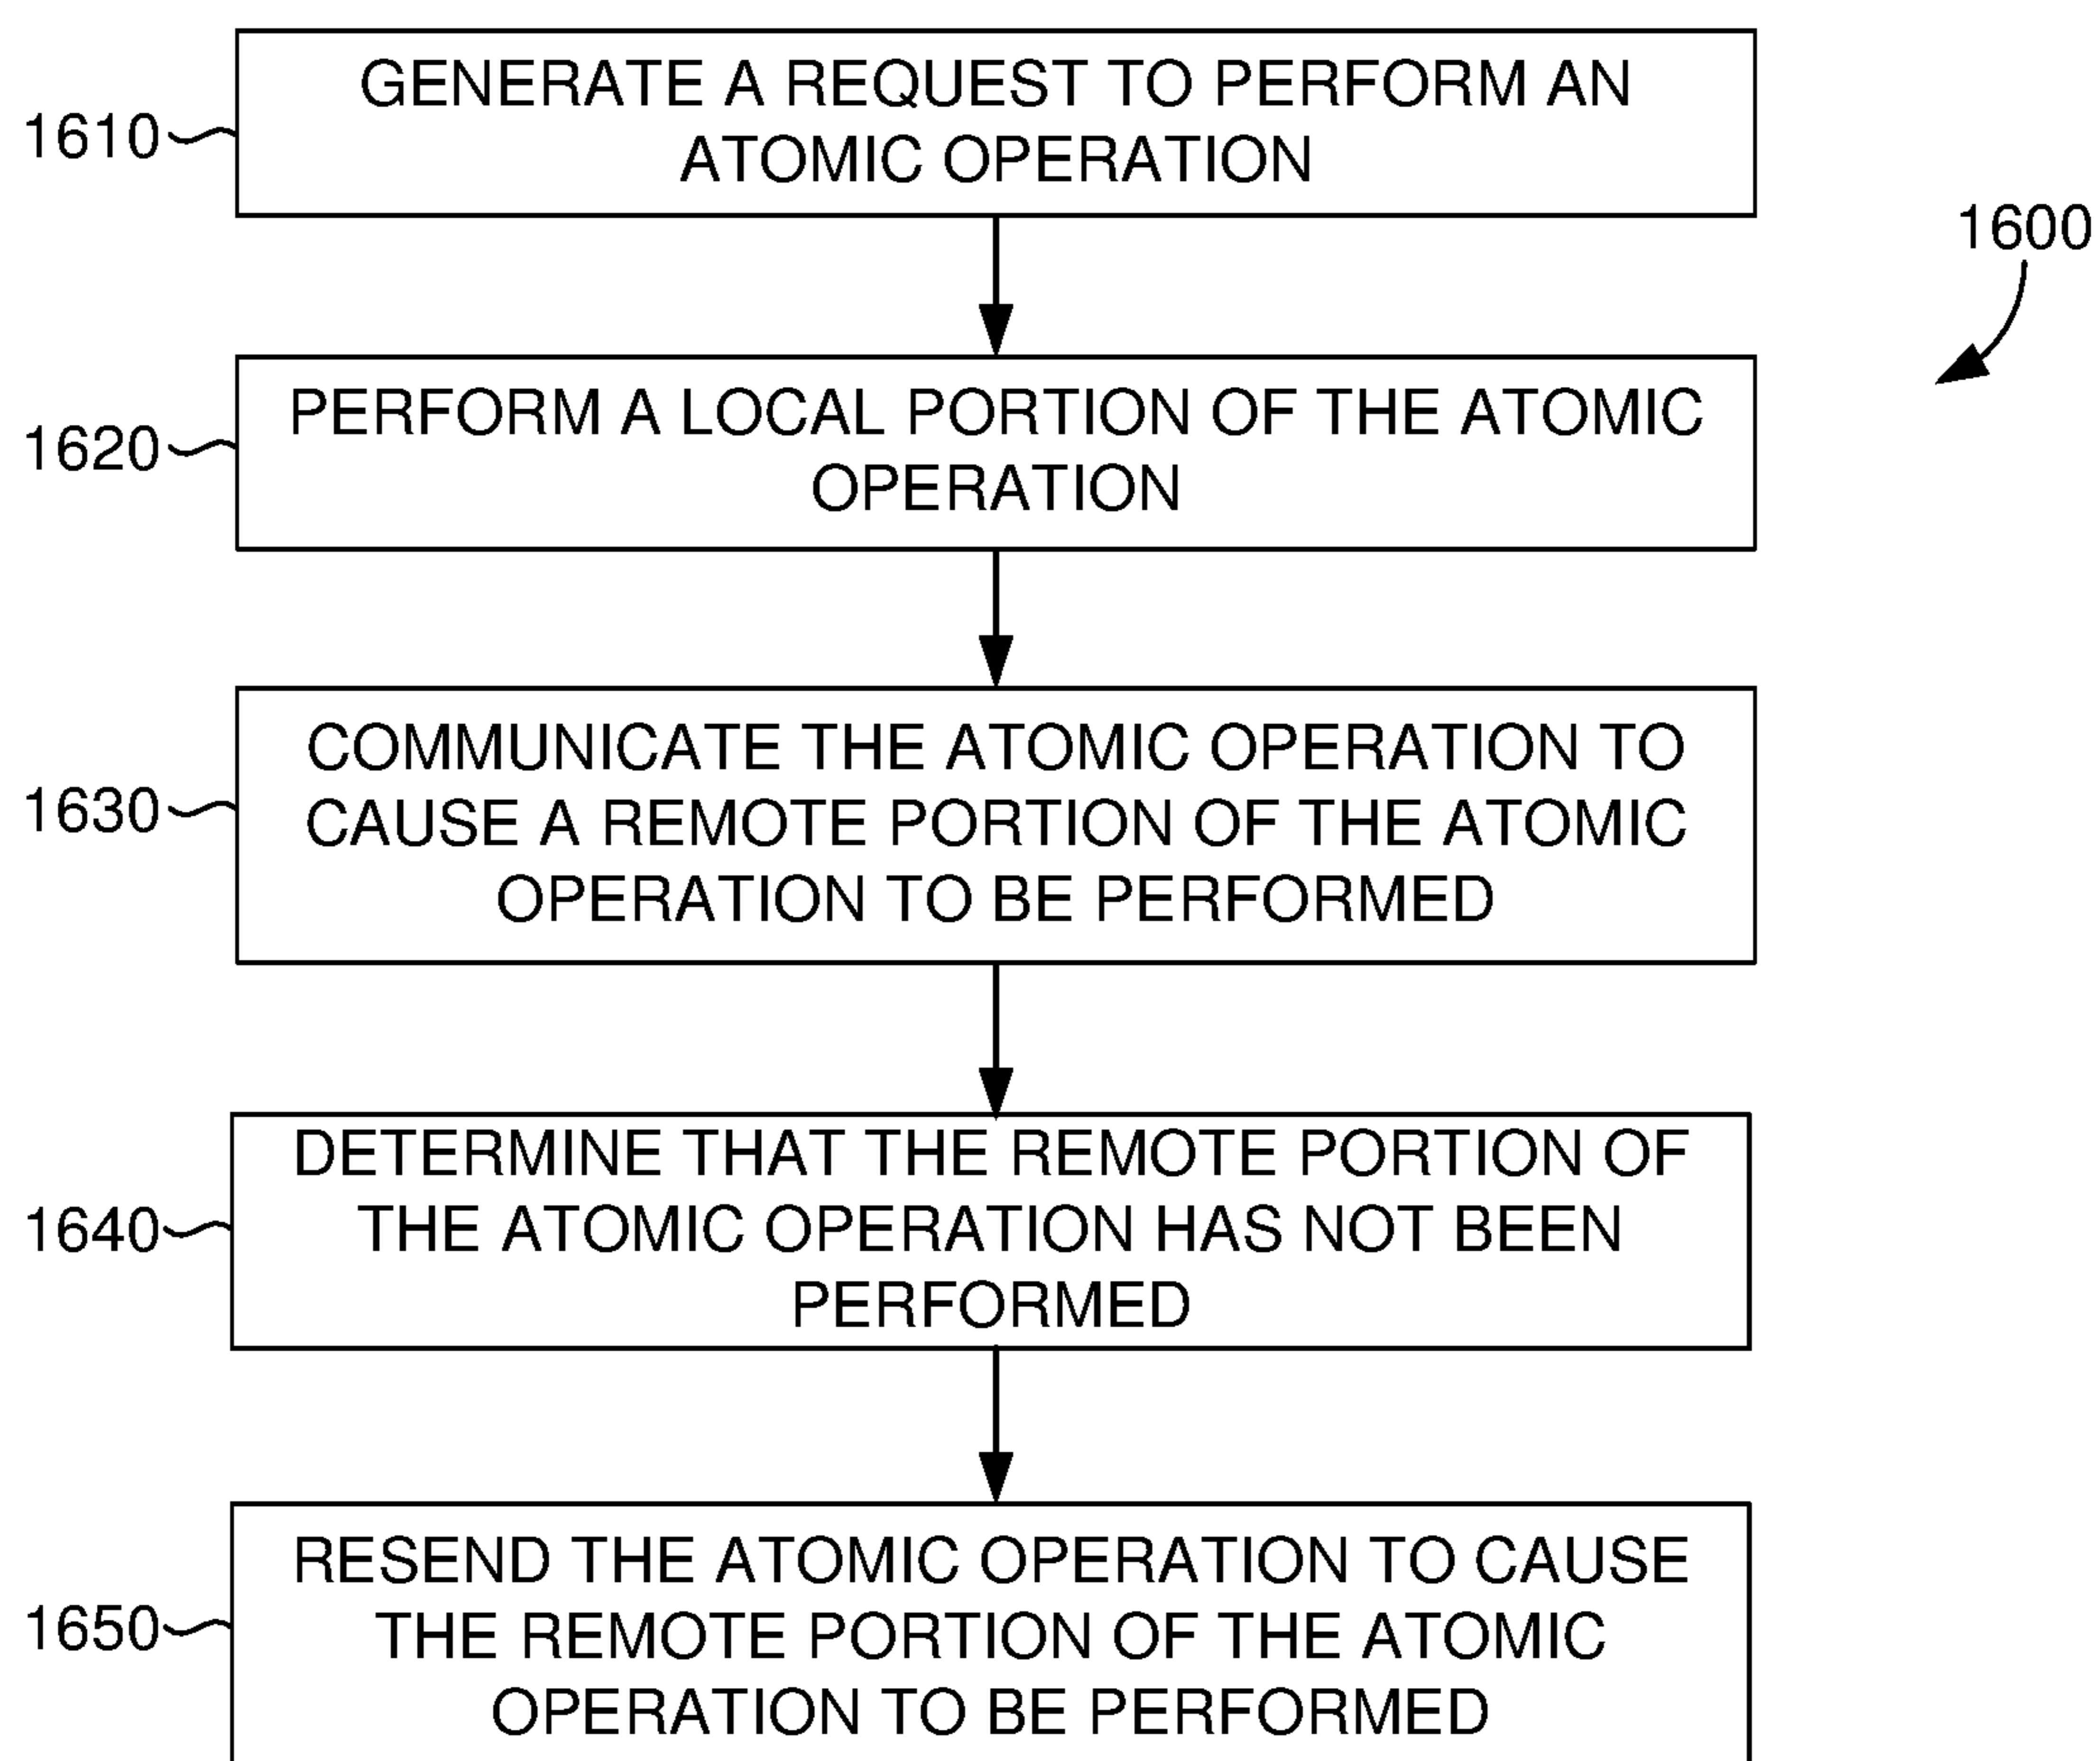 GENERATE A REQUEST TO PERFORM AN
ATOMIC OPERATION
1610
1600
PERFORM A LOCAL PORTION OF THE ATOMIC
OPERATION
1620
COMMUNICATE THE ATOMIC OPERATION TO
CAUSE A REMOTE PORTION OF THE ATOMIC
OPERATION TO BE PERFORMED
1630
DETERMINE THAT THE REMOTE PORTION OF
THE ATOMIC OPERATION HAS NOT BEEN
PERFORMED
1640
RESEND THE ATOMIC OPERATION TO CAUSE
THE REMOTE PORTION OF THE ATOMIC
OPERATION TO BE PERFORMED
1650